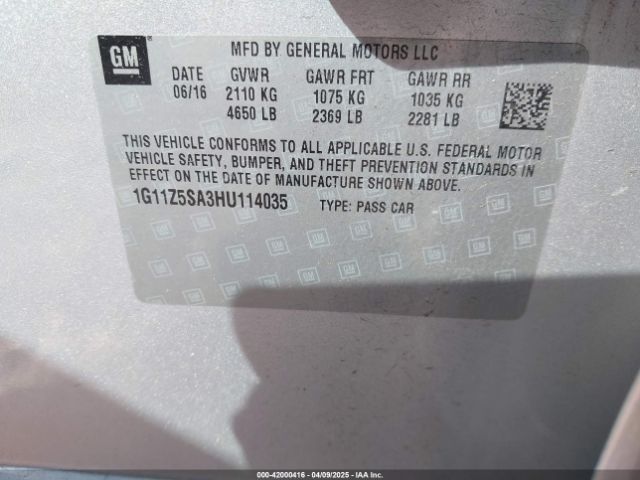 GM
MFD BY GENERAL MOTORS LLC
DATE GVWR GAWR FRT GAWR RR
06/16 2110 KG 1075 KG 1035 KG
4650 LB 2369 LB 2281 LB
THIS VEHICLE CONFORMS TO ALL APPLICABLE U.S. FEDERAL MOTOR
VEHICLE SAFETY, BUMPER, AND THEFT PREVENTION STANDARDS IN
EFFECT ON THE DATE OF MANUFACTURE SHOWN ABOVE.
1G11Z5SA3HU114035 TYPE: PASS CAR
000-42000416 | 04/09/2025 | IAA, Inc.